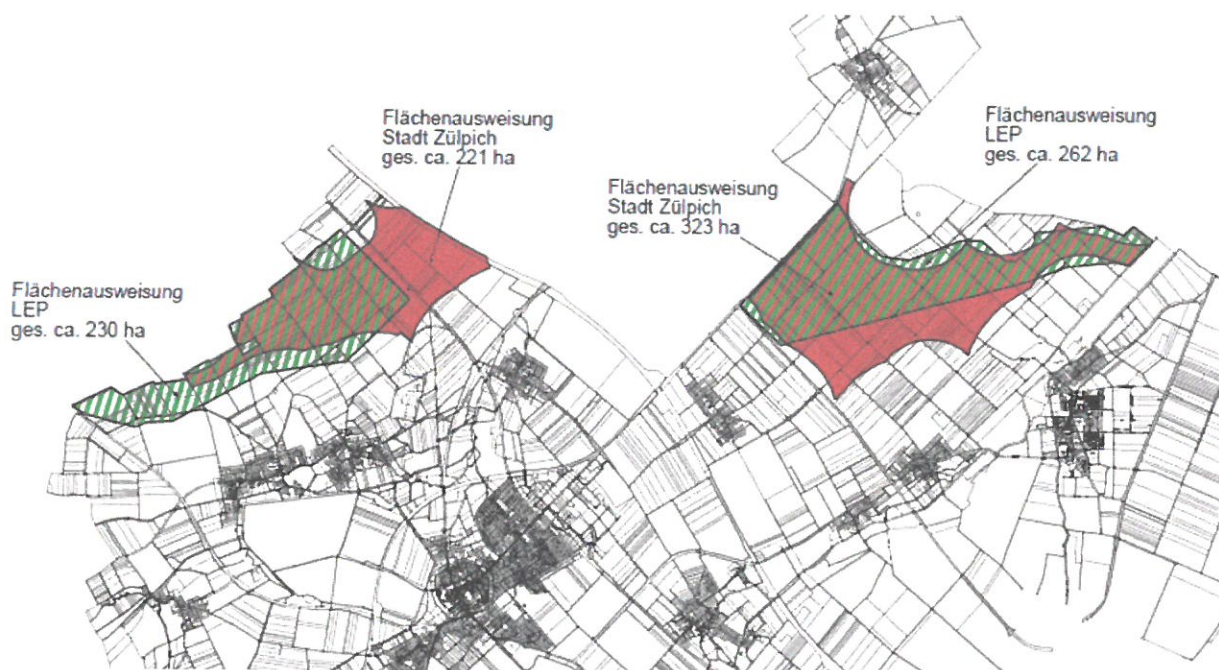 Flächenausweisung
Stadt Zülpich
ges. ca. 221 ha
Flächenausweisung
LEP
ges. ca. 262 ha
Flächenausweisung
Stadt Zülpich
ges. ca. 323 ha
Flächenausweisung
LEP
ges. ca. 230 ha